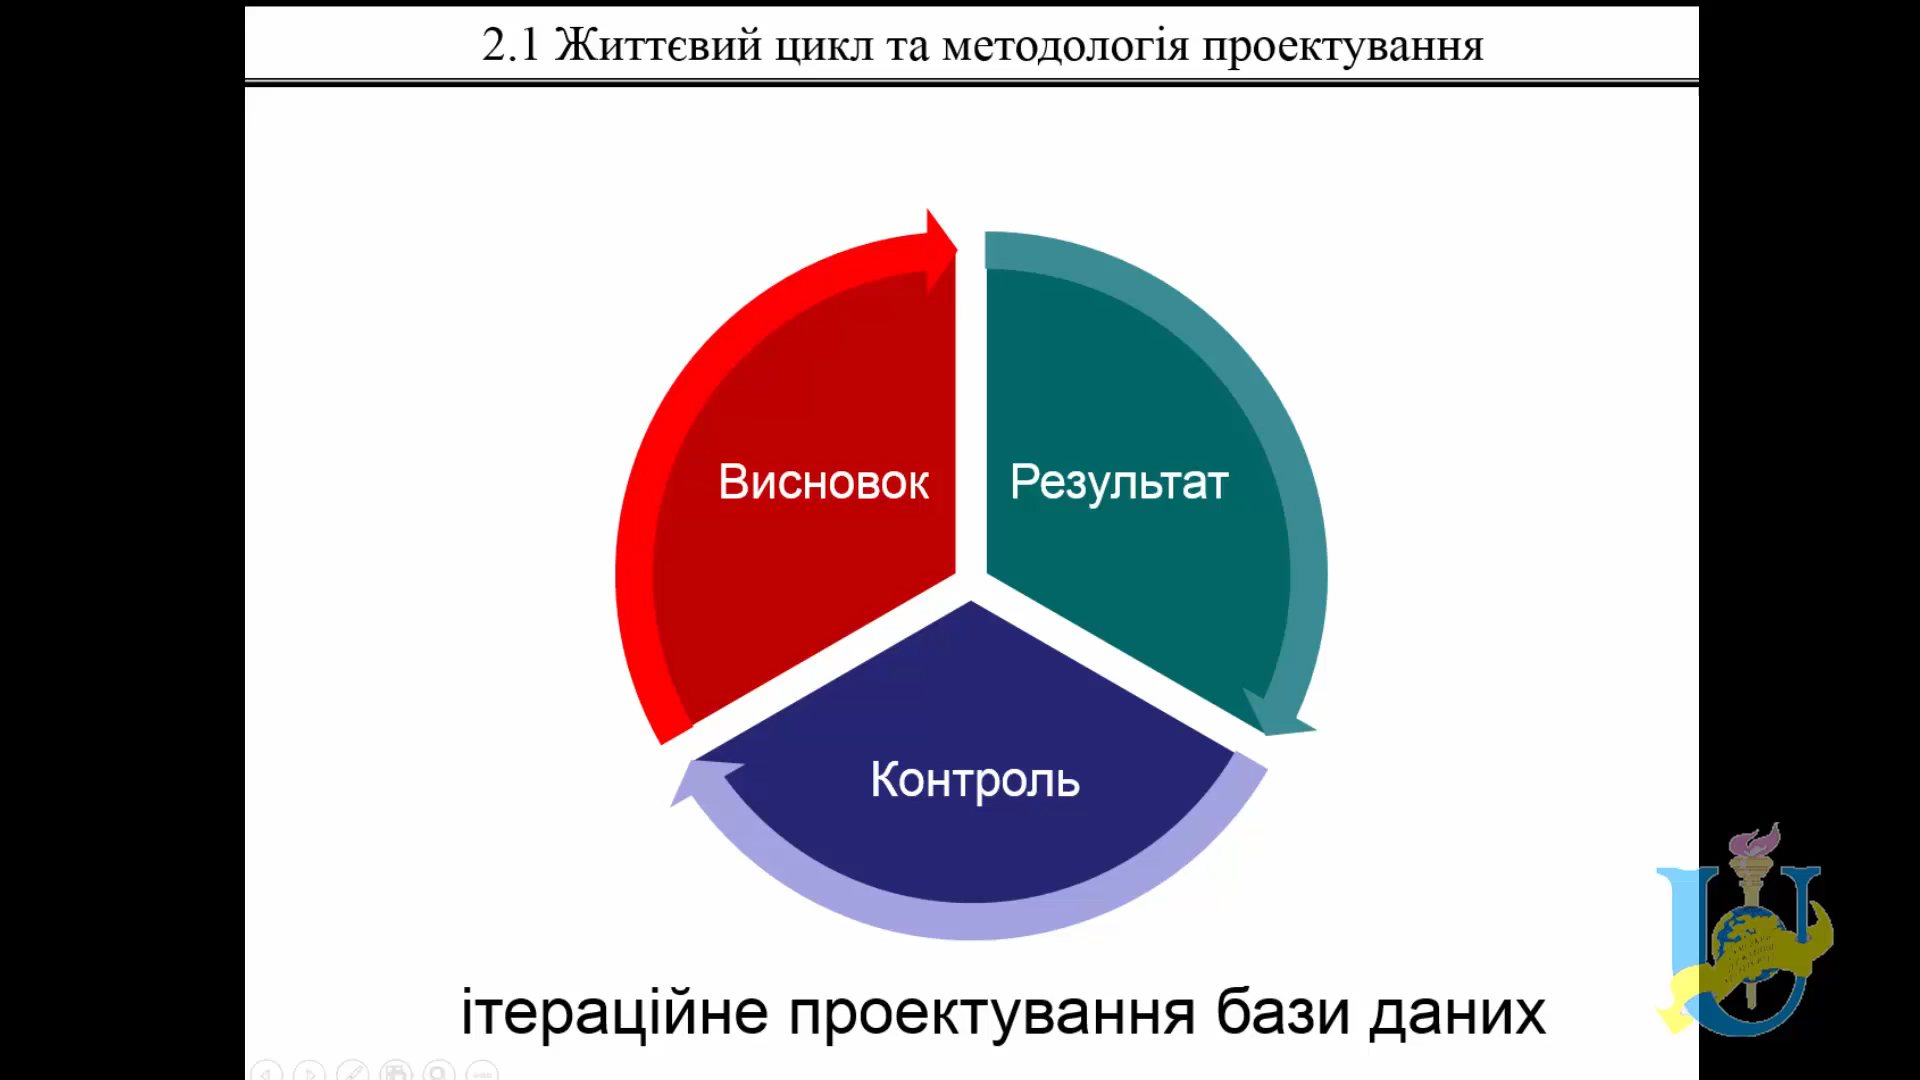 2.1 Життєвий цикл та методологія проектування
Висновок
Результат
Контроль
ітераційне проектування бази даних